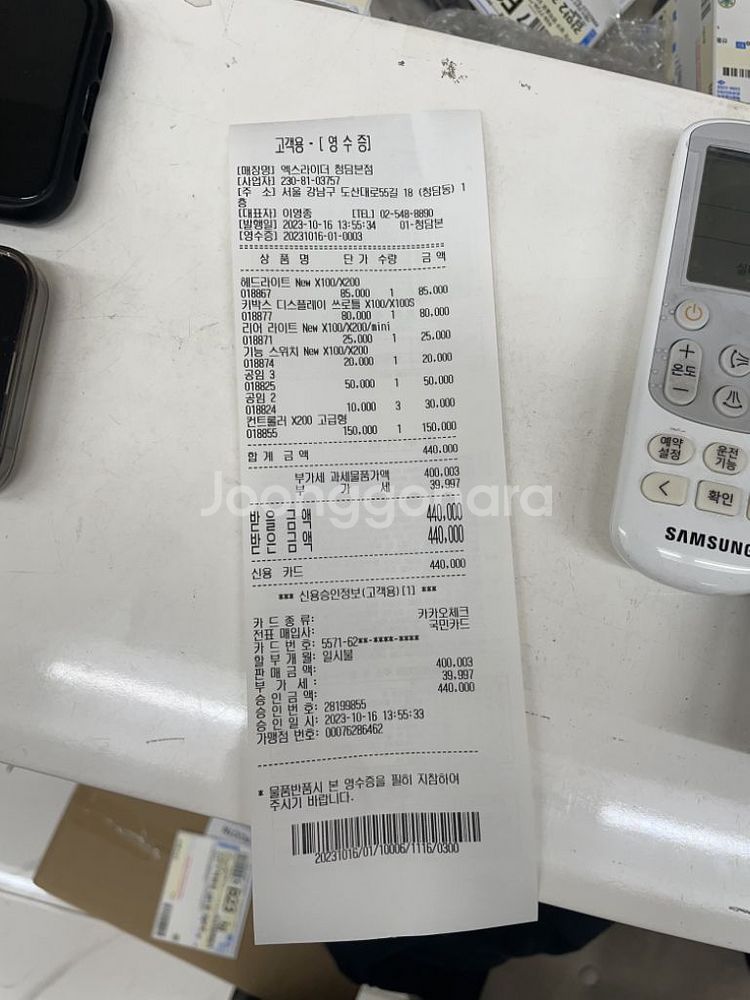 고객용 - [ 영 수 증]
[매장명] 엑스라이더 청담본점
[사업자] 230-81-03757
[주 소] 서울 강남구 도산대로55길 18 (청담동) 1
층
[대표자] 이영종 [TEL] 02-548-8890
[발행일] 2023-10-16 13:55:34 01-청담본
[영수증] 20231016-01-0003
상 품 명 단 가 수량 금 액
헤드라이트 New X100/X200
018867 85.000 1 85.000
키박스 디스플레이 쓰로틀 X100/X100S
018877 80.000 1 80.000
리어 라이트 New X100/X200/mini
018871 25.000 1 25.000
기능 스위치 New X100/X200
018874 20.000 1 20.000
공임 3
018825 50.000 1 50.000
공임 2
018824 10.000 3 30.000
컨트롤러 X200 고급형
018855 150.000 1 150.000
합 계 금 액 440.000
부가세 과세물품가액 400.003
부 가 세 39.997
받 을 금 액 440,000
받 은 금 액 440,000
신용 카드 440.000
*** 신용승인정보(고객용)[1] ***
카 드 종 류: 카카오체크
전표 매입사: 국민카드
카 드 번 호: 5571-62**-****-****
할 부 개 월: 일시불
판 매 금 액: 400.003
부 가 세 : 39.997
승 인 금 액: 440.000
승 인 번 호: 28199855
승 인 일 시: 2023-10-16 13:55:33
가맹점 번호: 00076286462
* 물품반품시 본 영수증을 필히 지참하여
주시기 바랍니다.
20231016/01/10006/1116/0300
Joonggonara
온도
예약
설정
운전
기능
확인
SAMSUNG